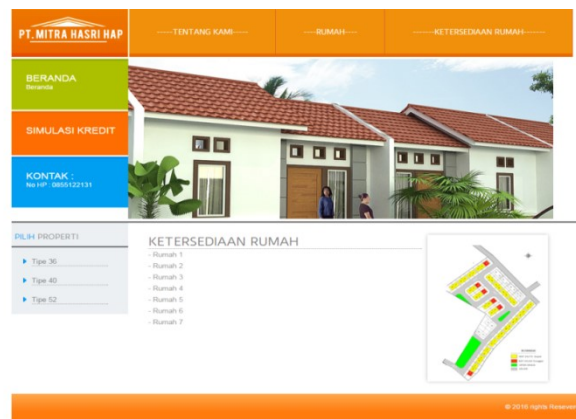 PT. MITRA HASRI HAP
-----TENTANG KAMI-----
-----RUMAH-----
-----KETERSEDIAAN RUMAH-----
BERANDA
Beranda
SIMULASI KREDIT
KONTAK :
No HP : 0855122131
PILIH PROPERTI
Tipe 36
Tipe 40
Tipe 52
KETERSEDIAAN RUMAH
- Rumah 1
- Rumah 2
- Rumah 3
- Rumah 4
- Rumah 5
- Rumah 6
- Rumah 7
© 2016 rights Reserver